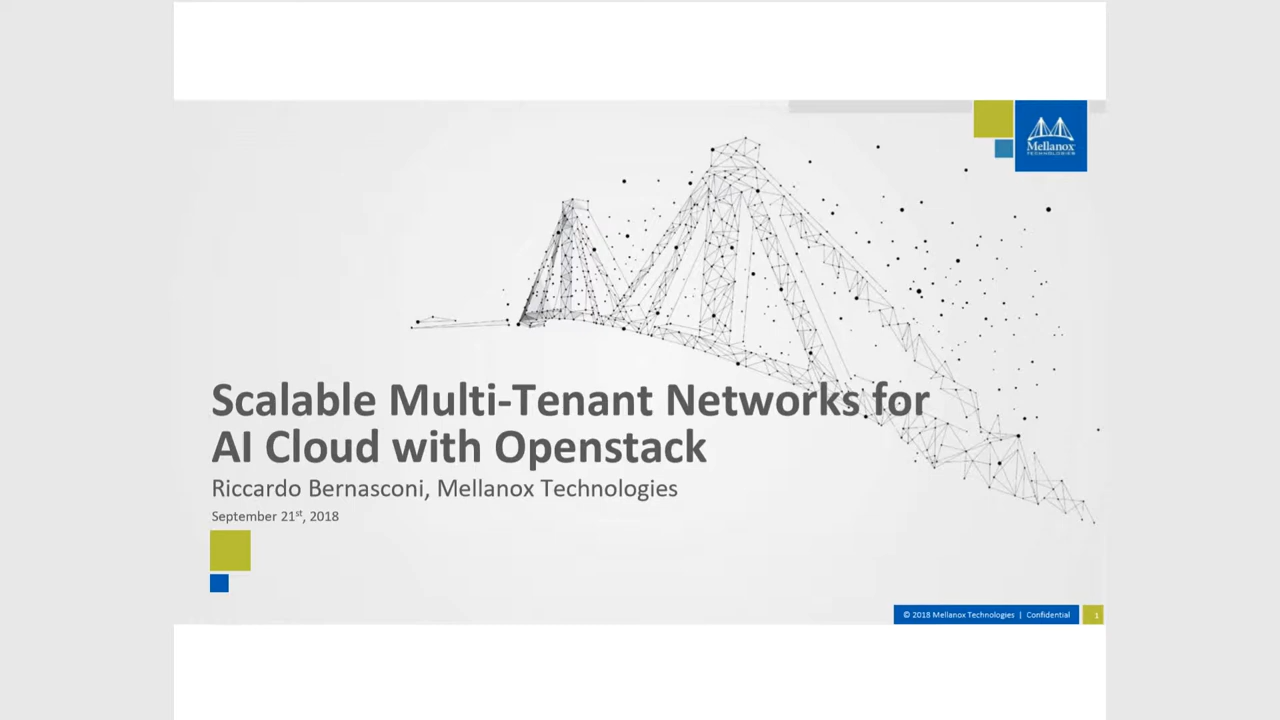 Mellanox
TECHNOLOGIES
Scalable Multi-Tenant Networks for
AI Cloud with Openstack
Riccardo Bernasconi, Mellanox Technologies
September 21st, 2018
© 2018 Mellanox Technologies | Confidential
1